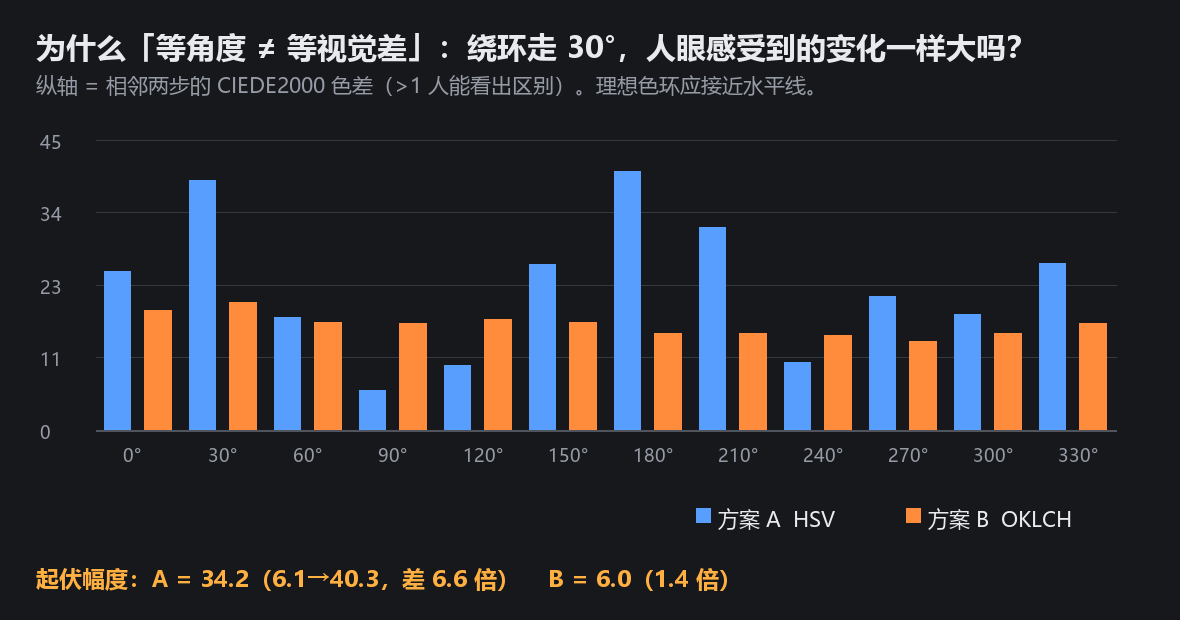 为什么「等角度 ≠ 等视觉差」：绕环走 30°，人眼感受到的变化一样大吗？
纵轴 = 相邻两步的 CIEDE2000 色差（>1 人能看出区别）。理想色环应接近水平线。
45
34
23
11
0
0° 30° 60° 90° 120° 150° 180° 210° 240° 270° 300° 330°
方案 A HSV 方案 B OKLCH
起伏幅度：A = 34.2（6.1→40.3，差 6.6 倍） B = 6.0（1.4 倍）